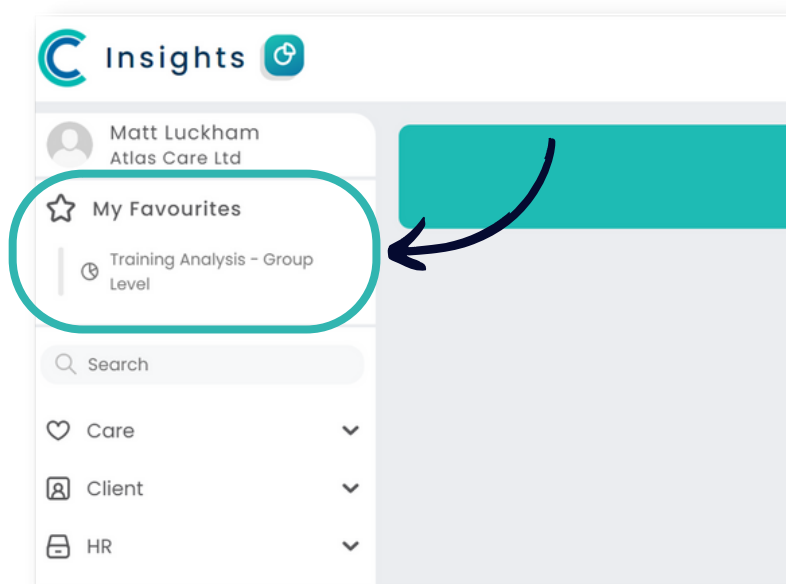 Insights
Matt Luckham
Atlas Care Ltd
My Favourites
Training Analysis - Group
Level
Search
Care
Client
HR